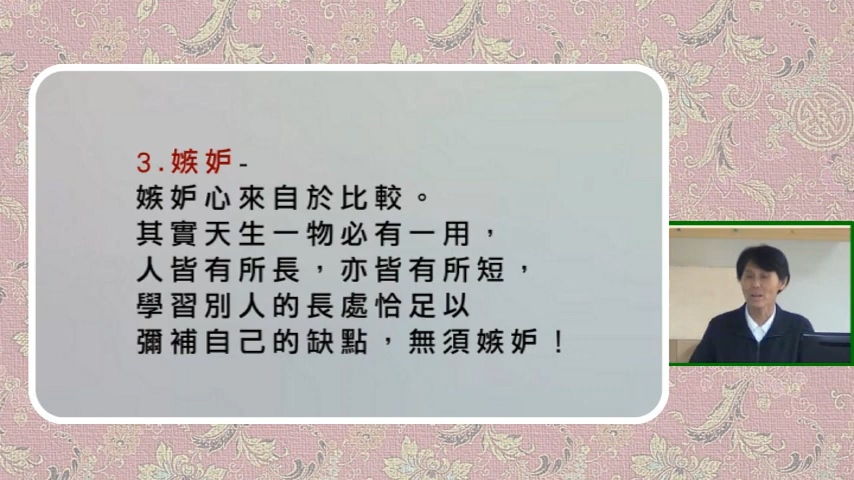 3.嫉妒-
嫉妒心來自於比較。
其實天生一物必有一用，
人皆有所長，亦皆有所短，
學習別人的長處恰足以
彌補自己的缺點，無須嫉妒！